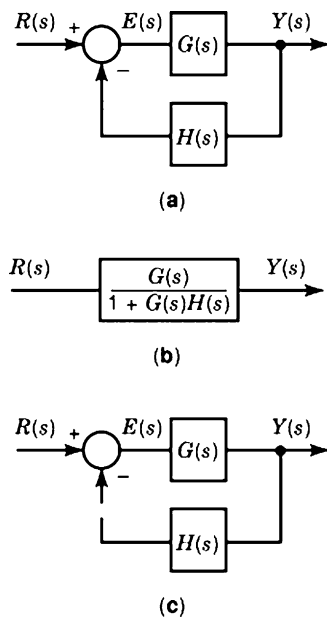 R(s) + E(s) G(s) Y(s)
−
H(s)
(a)
R(s) G(s) Y(s)
1 + G(s)H(s)
(b)
R(s) + E(s) G(s) Y(s)
−
H(s)
(c)